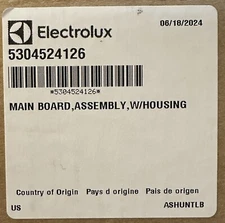 Electrolux
06/18/2024
5304524126
*5304524126*
MAIN BOARD,ASSEMBLY,W/HOUSING
Country of Origin Pays d origine Pais de origen
US ASHUNTLB